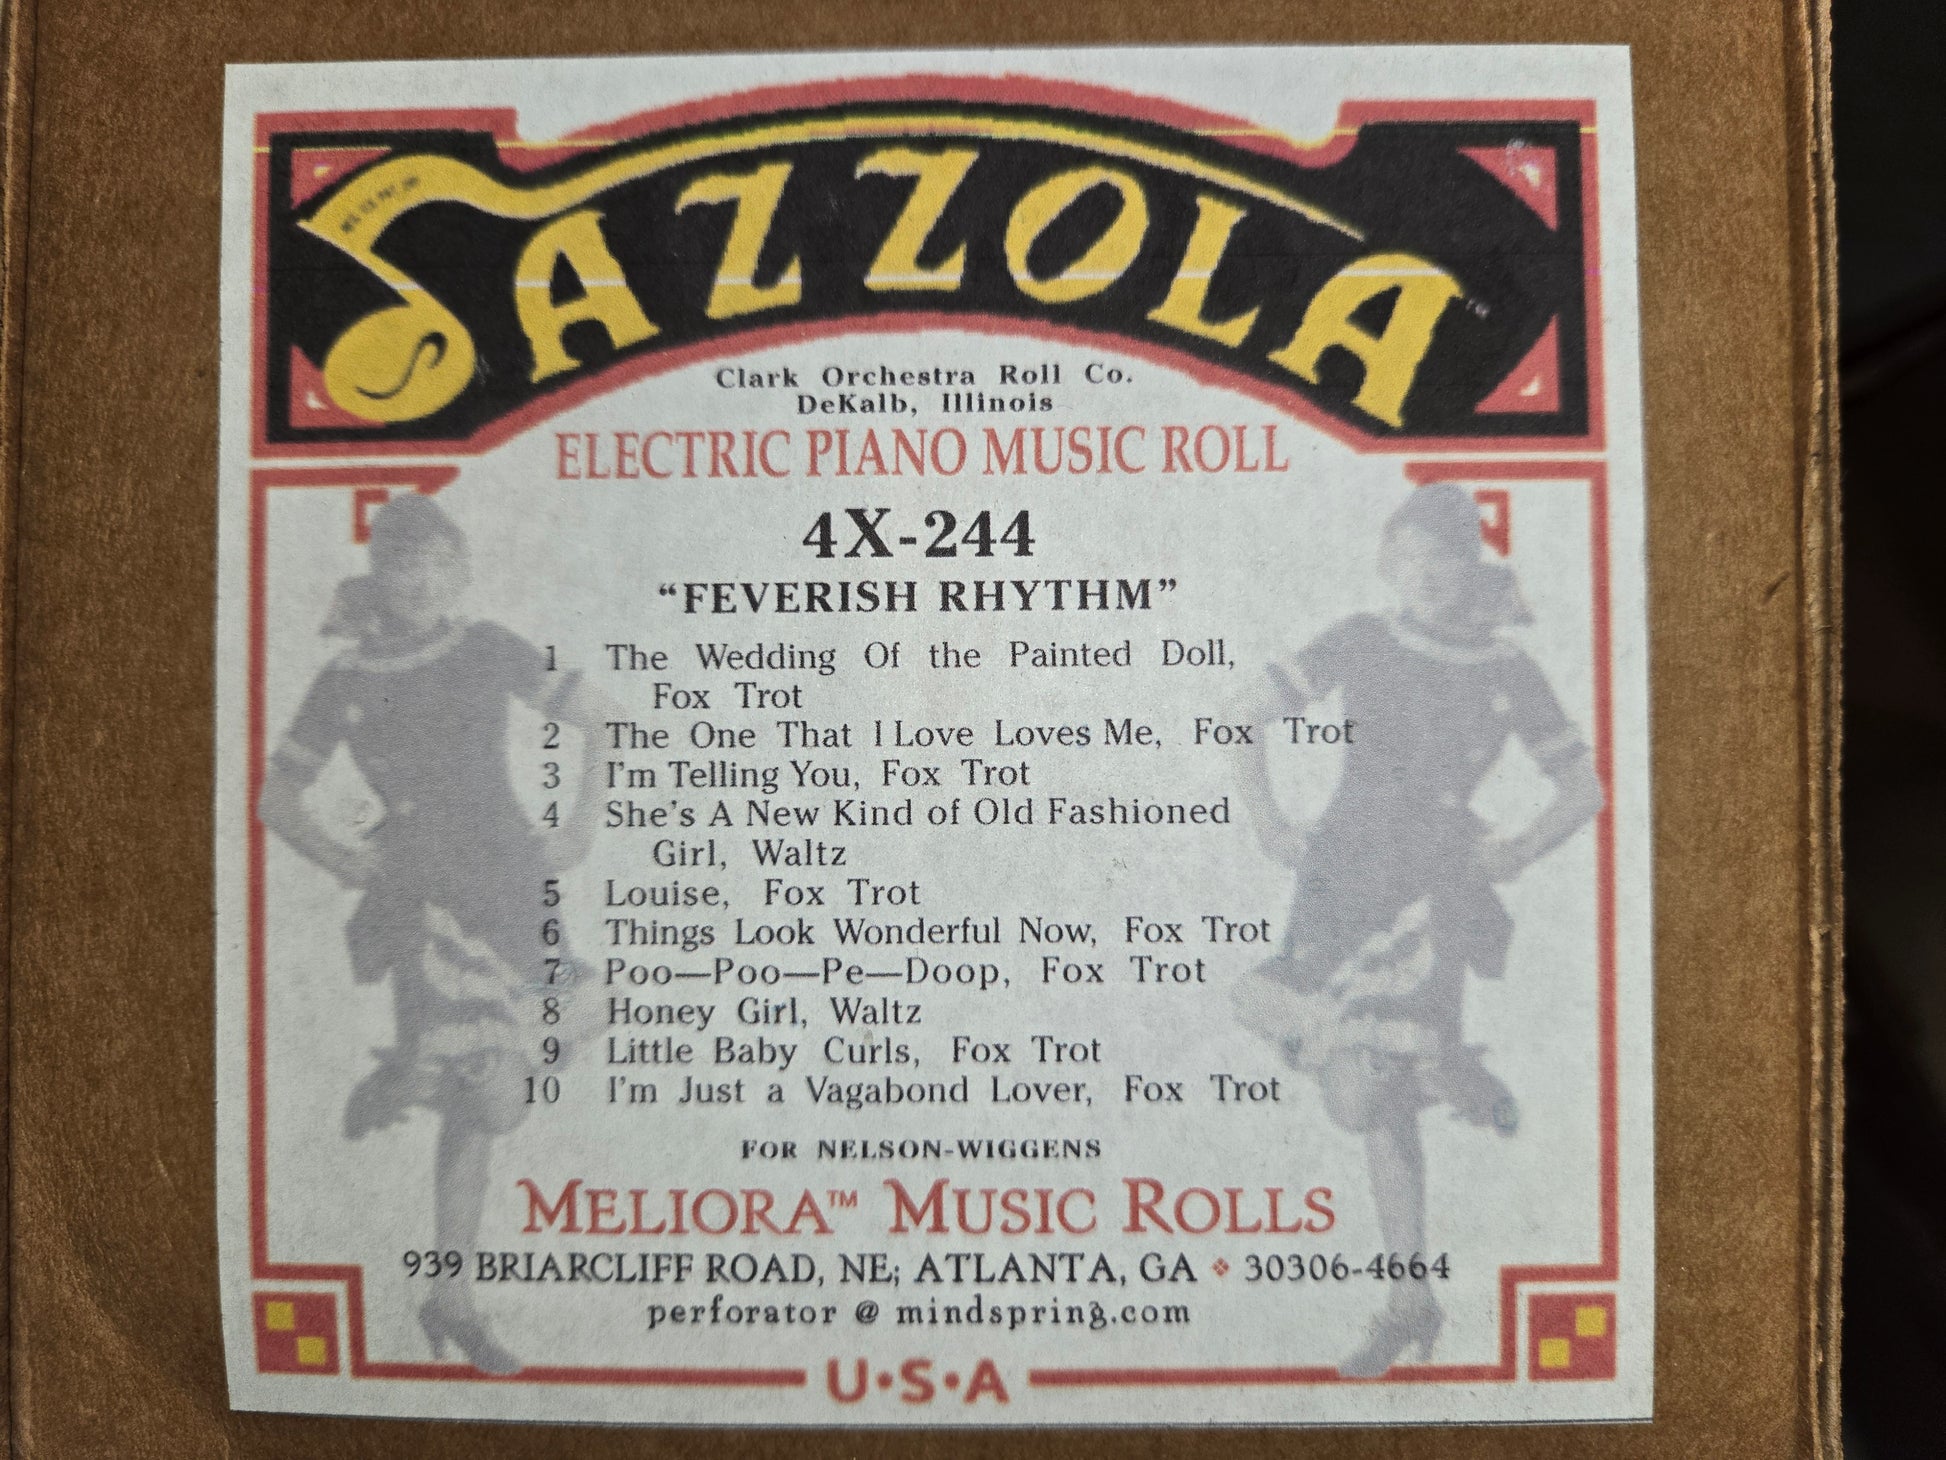 JAZZOLA™
Clark Orchestra Roll Co.
DeKalb, Illinois
ELECTRIC PIANO MUSIC ROLL
4X-244
“FEVERISH RHYTHM”
1 The Wedding Of the Painted Doll,
Fox Trot
2 The One That I Love Loves Me, Fox Trot
3 I'm Telling You, Fox Trot
4 She's A New Kind of Old Fashioned
Girl, Waltz
5 Louise, Fox Trot
6 Things Look Wonderful Now, Fox Trot
7 Poo—Poo—Pe—Doop, Fox Trot
8 Honey Girl, Waltz
9 Little Baby Curls, Fox Trot
10 I'm Just a Vagabond Lover, Fox Trot
FOR NELSON-WIGGENS
MELIORA™ MUSIC ROLLS
939 BRIARCLIFF ROAD, NE; ATLANTA, GA ❖ 30306-4664
perforator @ mindspring.com
U•S•A